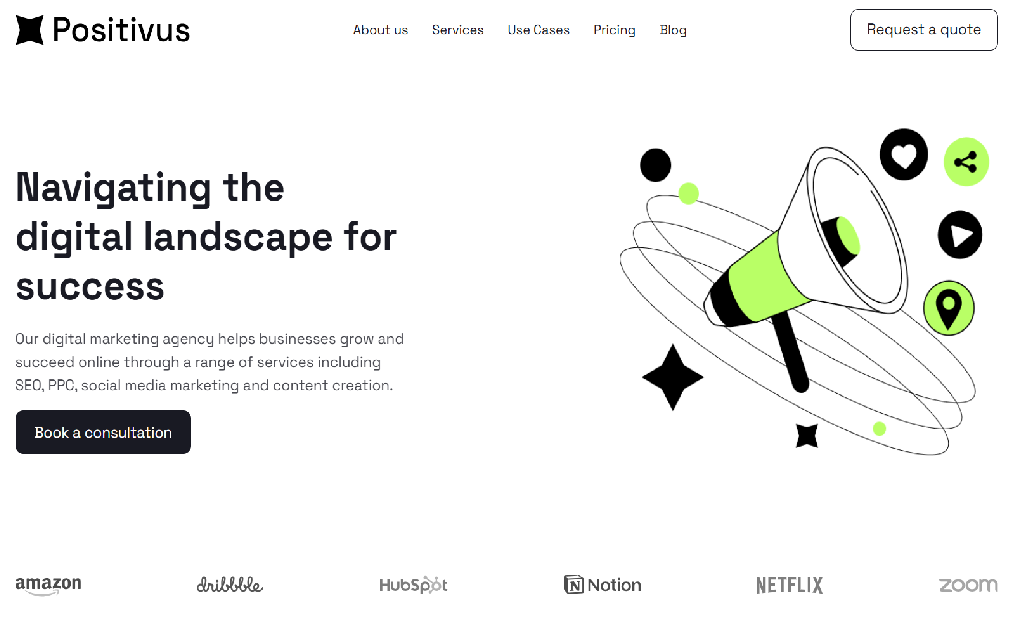 Positivus
About us Services Use Cases Pricing Blog
Request a quote
Navigating the
digital landscape for
success
Our digital marketing agency helps businesses grow and
succeed online through a range of services including
SEO, PPC, social media marketing and content creation.
Book a consultation
amazon dribbble HubSpot Notion NETFLIX zoom